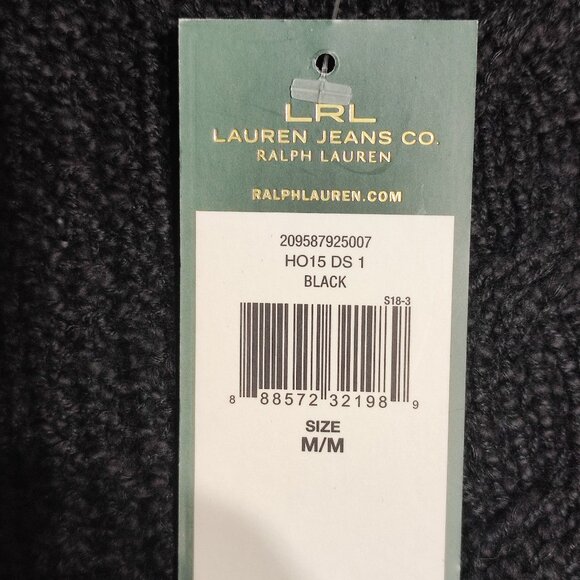 LRL
LAUREN JEANS CO.
RALPH LAUREN
RALPHLAUREN.COM
209587925007
HO15 DS 1
BLACK
S18-3
8 88572 32198 9
SIZE
M/M